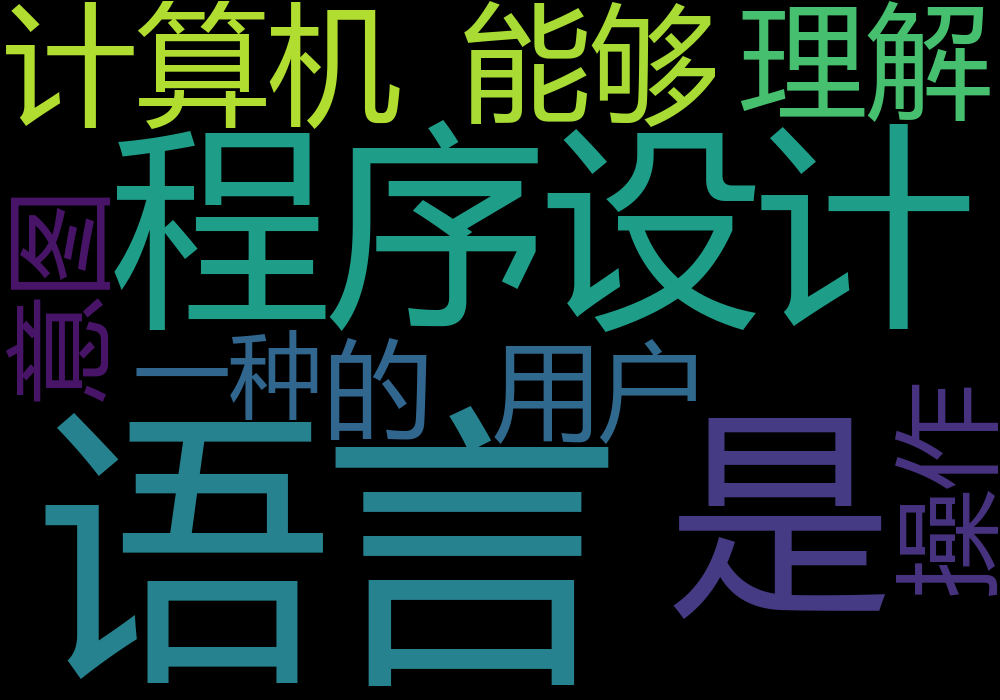 计算机 能够 理解
程序设计
意图
一种 的 用户
语言 是
操作